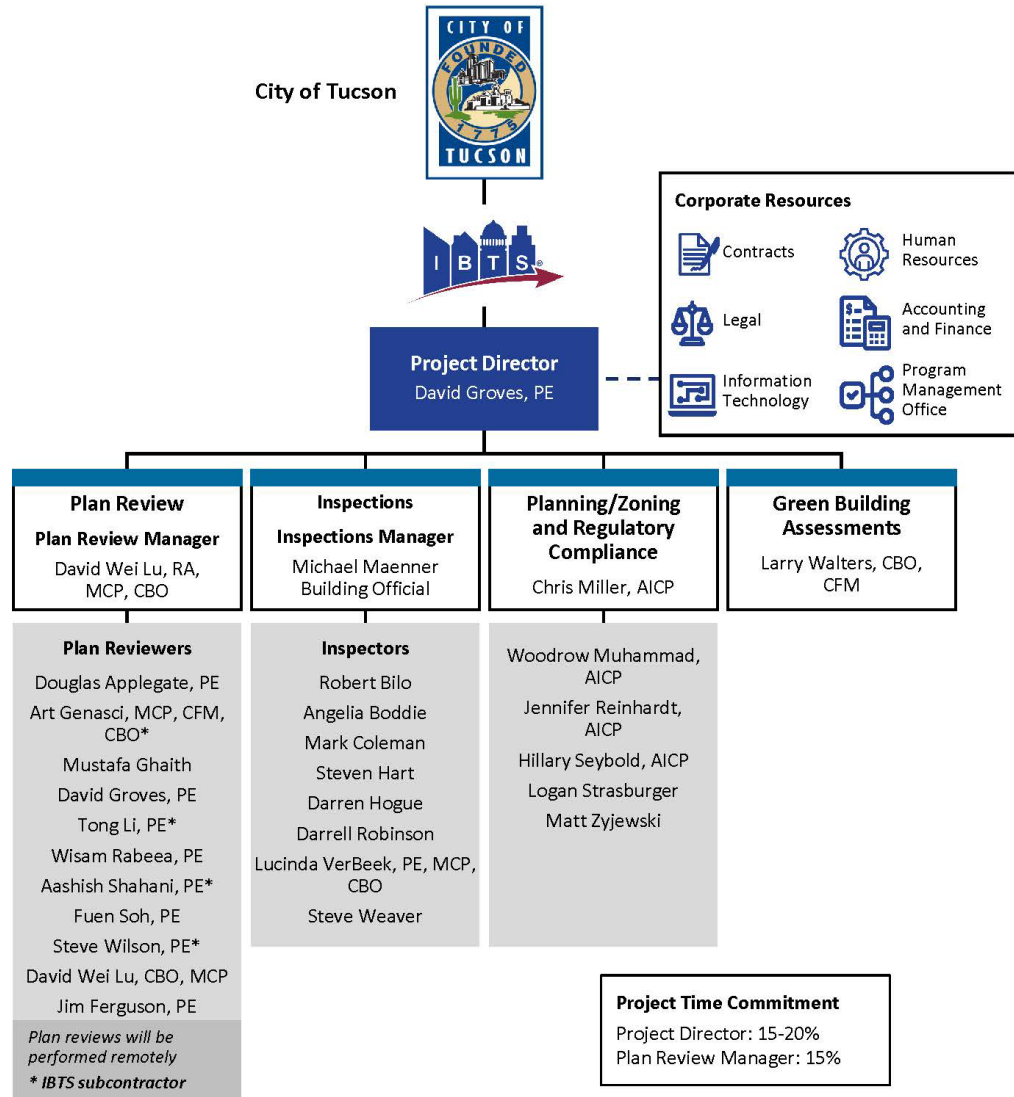 CITY OF
FOUNDED
1775
TUCSON
City of Tucson
IBTS®
Corporate Resources
Contracts
Human
Resources
Legal
Accounting
and Finance
Information
Technology
Program
Management
Office
Project Director
David Groves, PE
Plan Review
Plan Review Manager
David Wei Lu, RA,
MCP, CBO
Inspections
Inspections Manager
Michael Maenner
Building Official
Planning/Zoning
and Regulatory
Compliance
Chris Miller, AICP
Green Building
Assessments
Larry Walters, CBO,
CFM
Plan Reviewers
Douglas Applegate, PE
Art Genasci, MCP, CFM,
CBO*
Mustafa Ghaith
David Groves, PE
Tong Li, PE*
Wisam Rabeea, PE
Aashish Shahani, PE*
Fuen Soh, PE
Steve Wilson, PE*
David Wei Lu, CBO, MCP
Jim Ferguson, PE
Plan reviews will be
performed remotely
* IBTS subcontractor
Inspectors
Robert Bilo
Angelia Boddie
Mark Coleman
Steven Hart
Darren Hogue
Darrell Robinson
Lucinda VerBeek, PE, MCP,
CBO
Steve Weaver
Woodrow Muhammad,
AICP
Jennifer Reinhardt,
AICP
Hillary Seybold, AICP
Logan Strasburger
Matt Zyjewski
Project Time Commitment
Project Director: 15-20%
Plan Review Manager: 15%